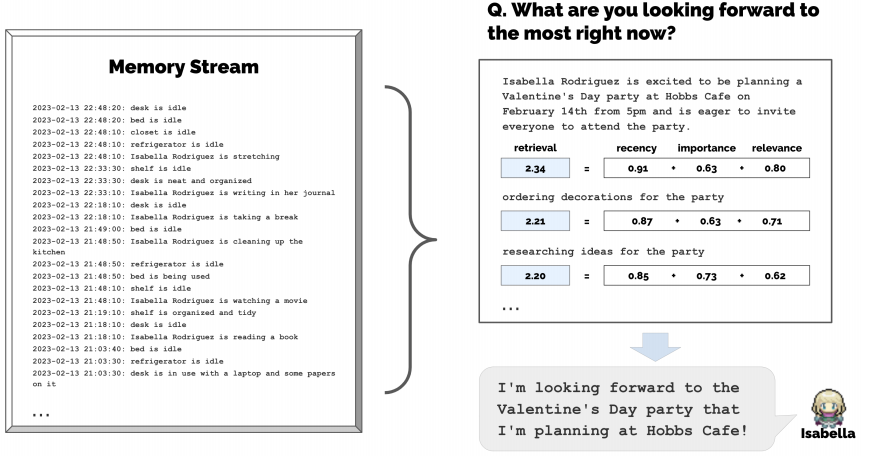 Memory Stream
2023-02-13 22:48:20: desk is idle
2023-02-13 22:48:20: bed is idle
2023-02-13 22:48:10: closet is idle
2023-02-13 22:48:10: refrigerator is idle
2023-02-13 22:48:10: Isabella Rodriguez is stretching
2023-02-13 22:33:30: shelf is idle
2023-02-13 22:33:30: desk is neat and organized
2023-02-13 22:33:10: Isabella Rodriguez is writing in her journal
2023-02-13 22:18:10: desk is idle
2023-02-13 22:18:10: Isabella Rodriguez is taking a break
2023-02-13 21:49:00: bed is idle
2023-02-13 21:48:50: Isabella Rodriguez is cleaning up the
kitchen
2023-02-13 21:48:50: refrigerator is idle
2023-02-13 21:48:50: bed is being used
2023-02-13 21:48:10: shelf is idle
2023-02-13 21:48:10: Isabella Rodriguez is watching a movie
2023-02-13 21:19:10: shelf is organized and tidy
2023-02-13 21:18:10: desk is idle
2023-02-13 21:18:10: Isabella Rodriguez is reading a book
2023-02-13 21:03:40: bed is idle
2023-02-13 21:03:30: refrigerator is idle
2023-02-13 21:03:30: desk is in use with a laptop and some papers
on it
...
Q. What are you looking forward to
the most right now?
Isabella Rodriguez is excited to be planning a
Valentine's Day party at Hobbs Cafe on
February 14th from 5pm and is eager to invite
everyone to attend the party.
retrieval recency importance relevance
2.34 = 0.91 + 0.63 + 0.80
ordering decorations for the party
2.21 = 0.87 + 0.63 + 0.71
researching ideas for the party
2.20 = 0.85 + 0.73 + 0.62
...
I'm looking forward to the
Valentine's Day party that
I'm planning at Hobbs Cafe!
Isabella